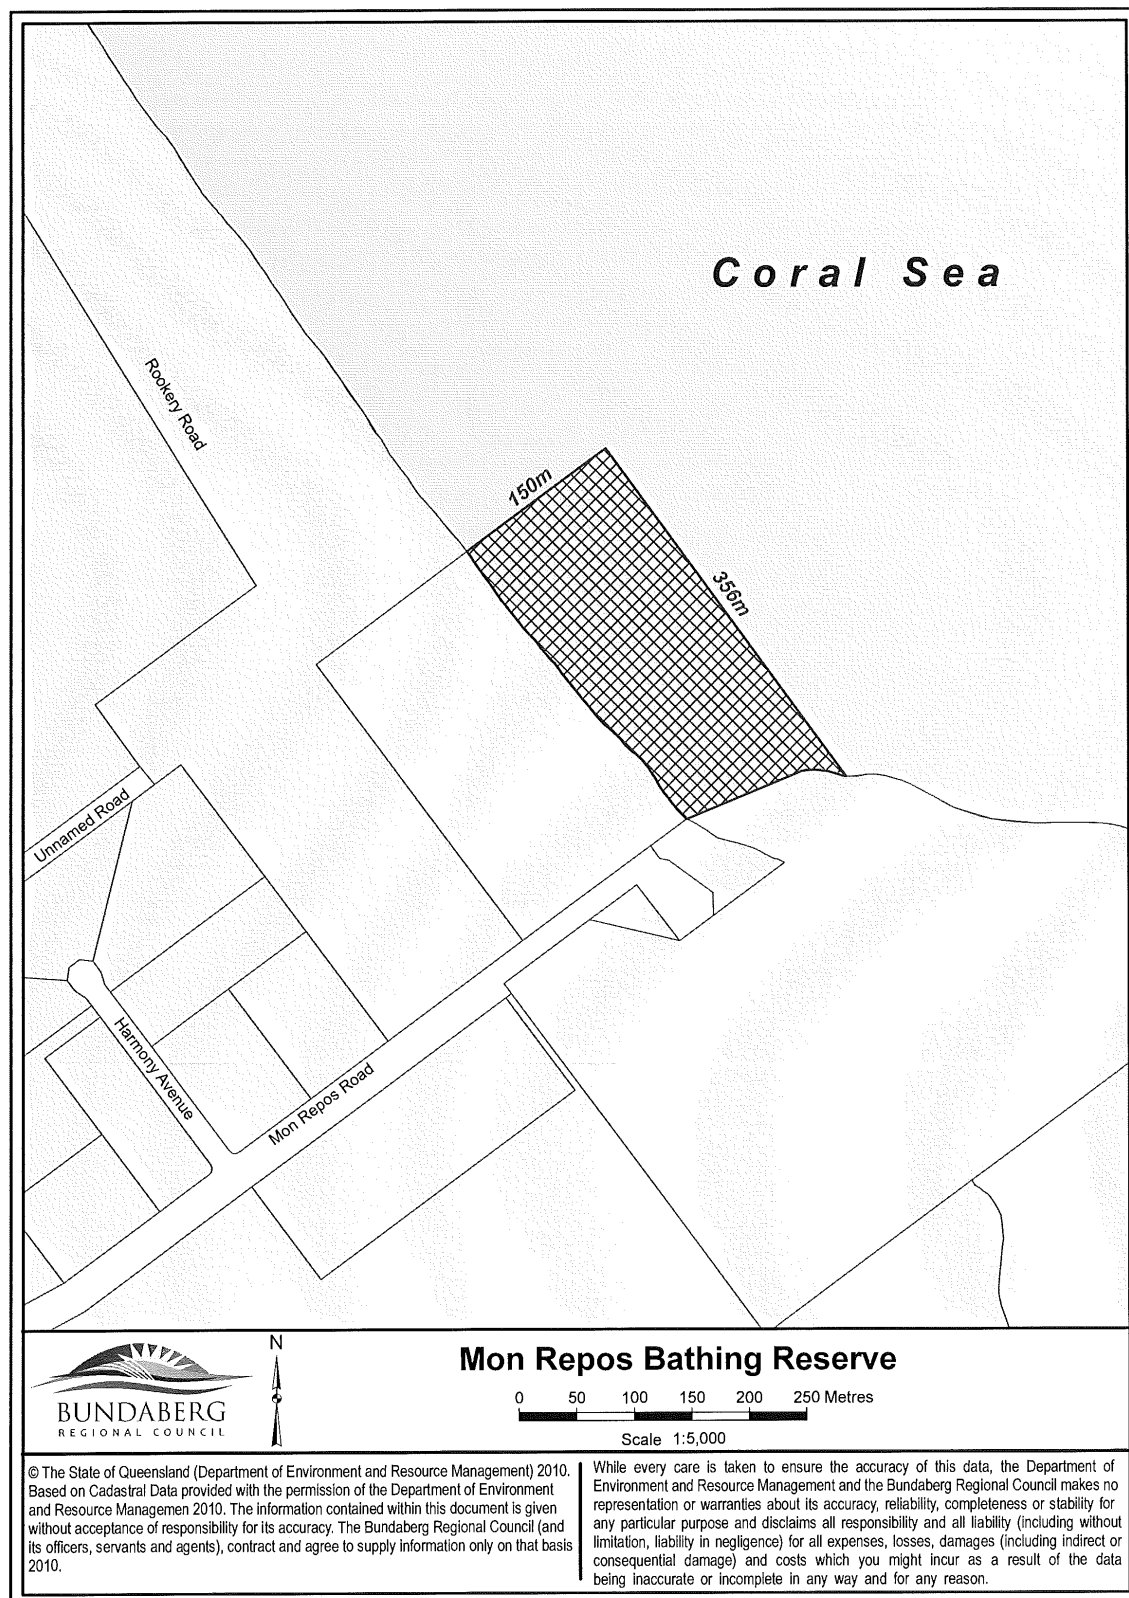 Coral Sea
Rookery Road
150m
356m
Unnamed Road
Harmony Avenue
Mon Repos Road
BUNDABERG
REGIONAL COUNCIL
N
Mon Repos Bathing Reserve
0 50 100 150 200 250 Metres
Scale 1:5,000
© The State of Queensland (Department of Environment and Resource Management) 2010.
Based on Cadastral Data provided with the permission of the Department of Environment
and Resource Managemen 2010. The information contained within this document is given
without acceptance of responsibility for its accuracy. The Bundaberg Regional Council (and
its officers, servants and agents), contract and agree to supply information only on that basis
2010.
While every care is taken to ensure the accuracy of this data, the Department of
Environment and Resource Management and the Bundaberg Regional Council makes no
representation or warranties about its accuracy, reliability, completeness or stability for
any particular purpose and disclaims all responsibility and all liability (including without
limitation, liability in negligence) for all expenses, losses, damages (including indirect or
consequential damage) and costs which you might incur as a result of the data
being inaccurate or incomplete in any way and for any reason.